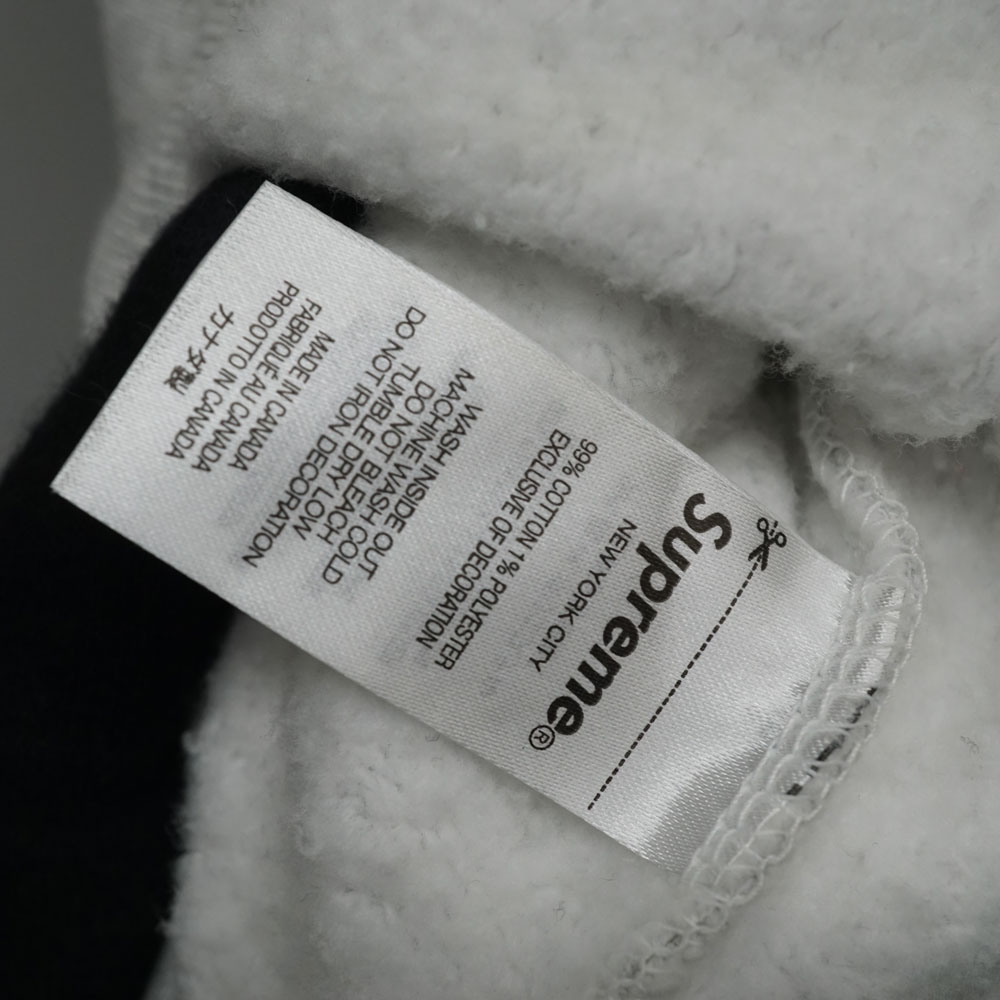 Supreme®
NEW YORK CITY
99% COTTON 1% POLYESTER
EXCLUSIVE OF DECORATION
WASH INSIDE OUT
MACHINE WASH COLD
DO NOT BLEACH
TUMBLE DRY LOW
DO NOT IRON DECORATION
MADE IN CANADA
FABRIQUÉ AU CANADA
PRODOTTO IN CANADA
カナダ製